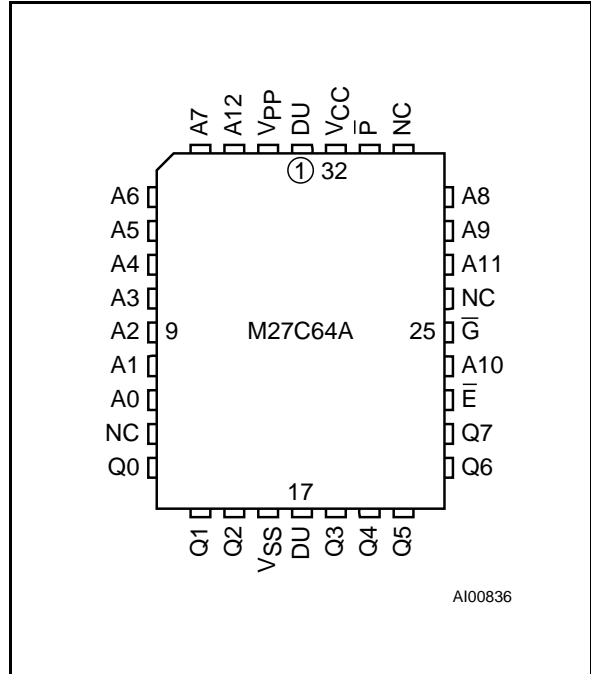 A7 A12 VPP DU VCC P̅ NC
① 32
A6 A8
A5 A9
A4 A11
A3 NC
A2 9 M27C64A 25 G̅
A1 A10
A0 E̅
NC Q7
Q0 Q6
17
Q1 Q2 VSS DU Q3 Q4 Q5
AI00836